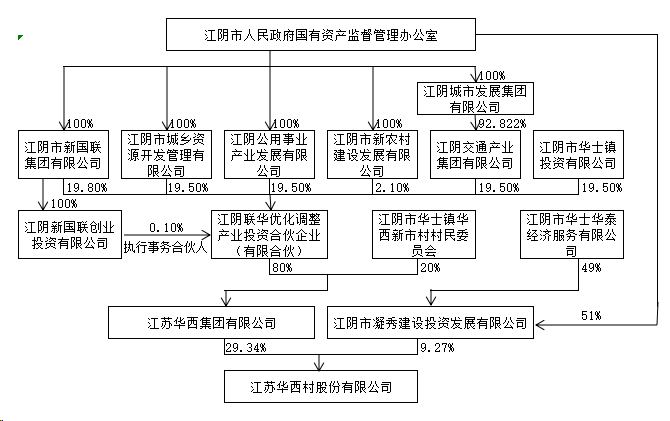 江阴市人民政府国有资产监督管理办公室
100%
江阴城市发展集团
有限公司
100%
100%
100%
100%
92.822%
江阴市新国联
集团有限公司
江阴市城乡资
源开发管理有
限公司
江阴公用事业
产业发展有限
公司
江阴市新农村
建设发展有限
公司
江阴交通产业
集团有限公司
江阴市华士镇
投资有限公司
19.80%
19.50%
19.50%
2.10%
19.50%
19.50%
100%
江阴新国联创业
投资有限公司
0.10%
执行事务合伙人
江阴联华优化调整
产业投资合伙企业
（有限合伙）
江阴市华士镇华
西新市村村民委
员会
江阴市华士华泰
经济服务有限公
司
80%
20%
49%
江苏华西集团有限公司
江阴市凝秀建设投资发展有限公司
51%
29.34%
9.27%
江苏华西村股份有限公司